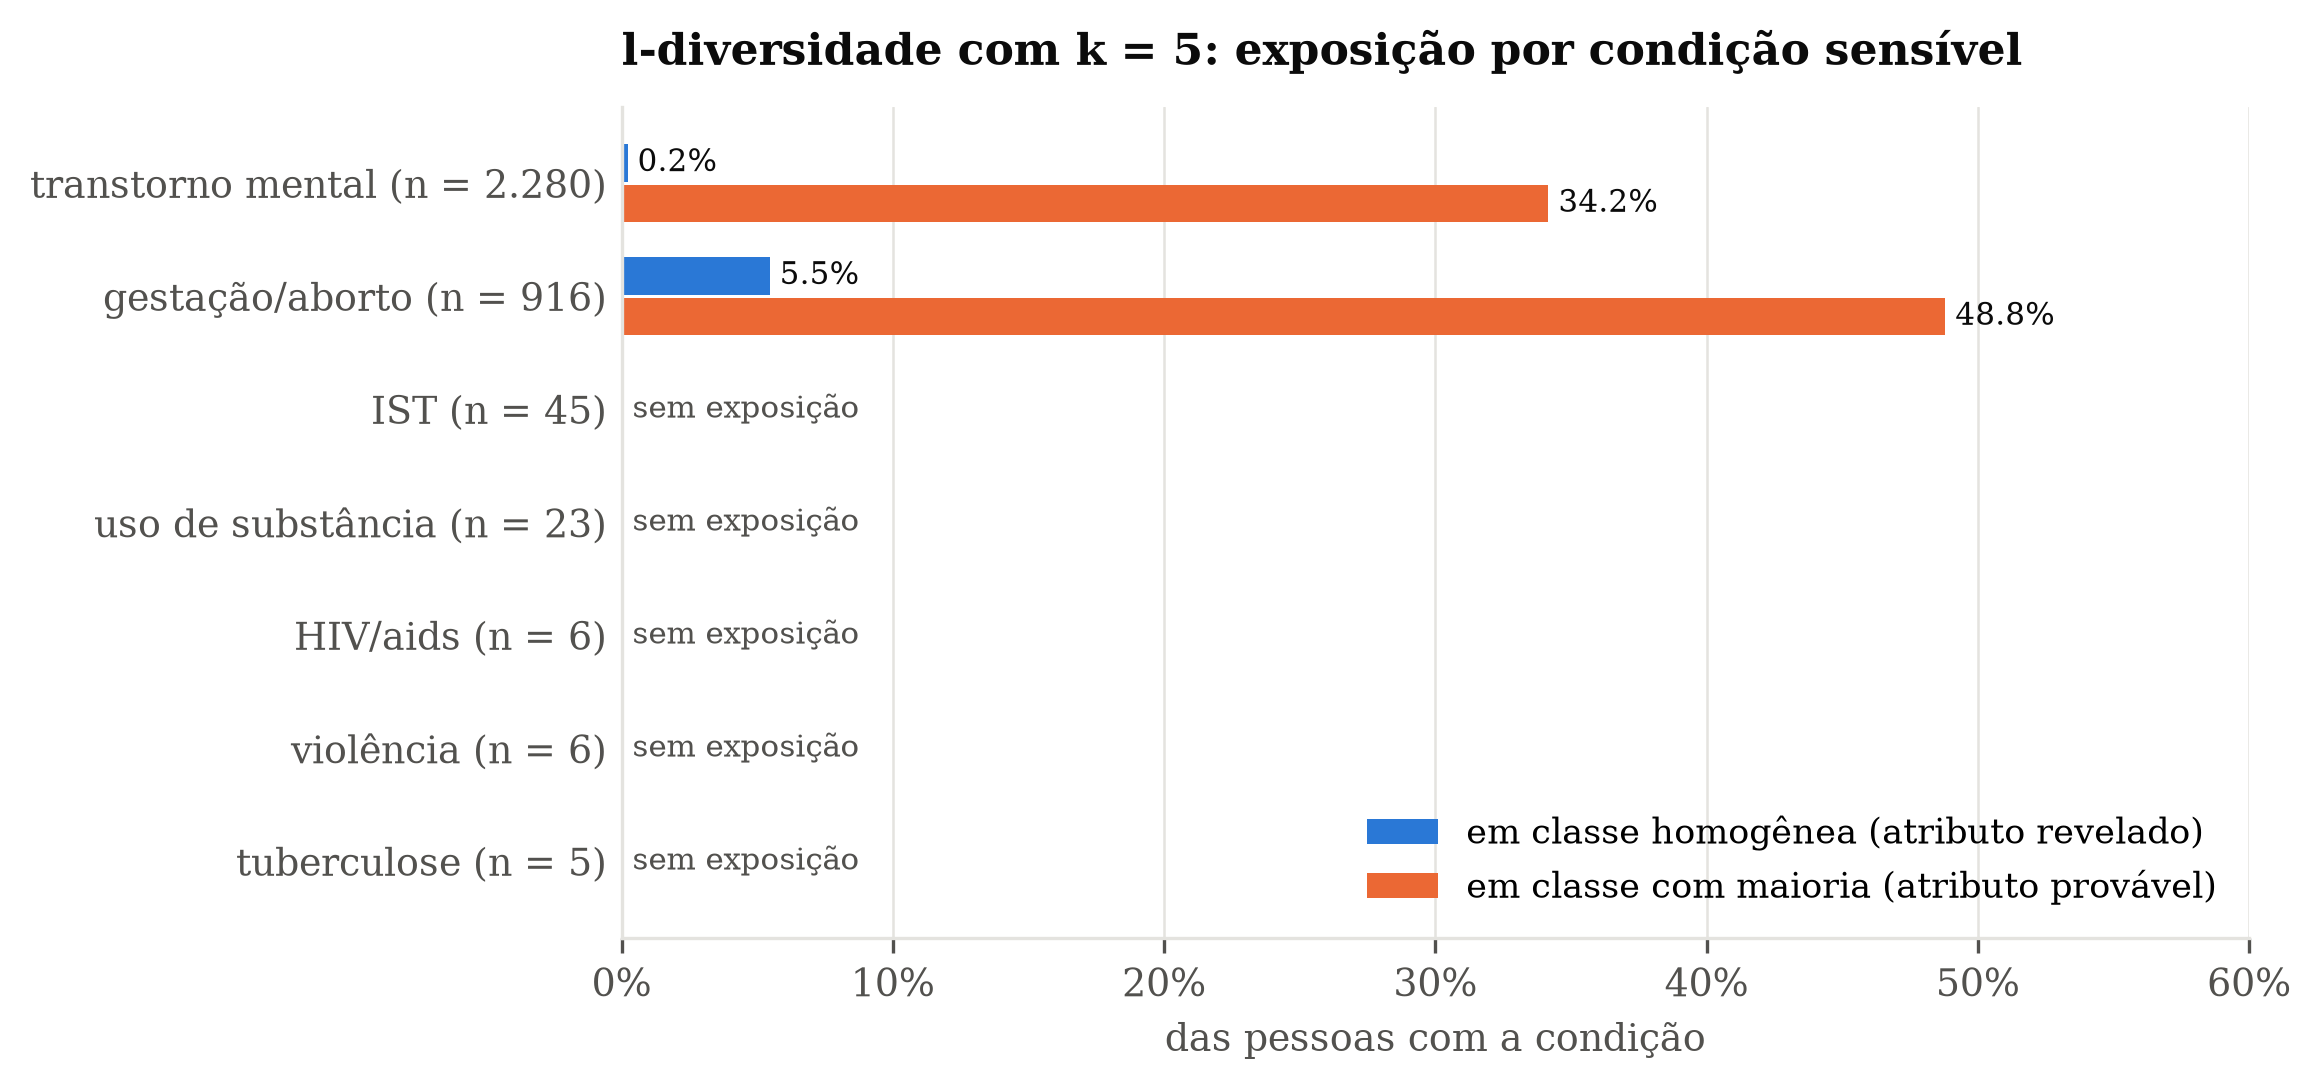 l-diversidade com k = 5: exposição por condição sensível
transtorno mental (n = 2.280)
0.2%
34.2%
gestação/aborto (n = 916)
5.5%
48.8%
IST (n = 45)
sem exposição
uso de substância (n = 23)
sem exposição
HIV/aids (n = 6)
sem exposição
violência (n = 6)
sem exposição
tuberculose (n = 5)
sem exposição
em classe homogênea (atributo revelado)
em classe com maioria (atributo provável)
0% 10% 20% 30% 40% 50% 60%
das pessoas com a condição